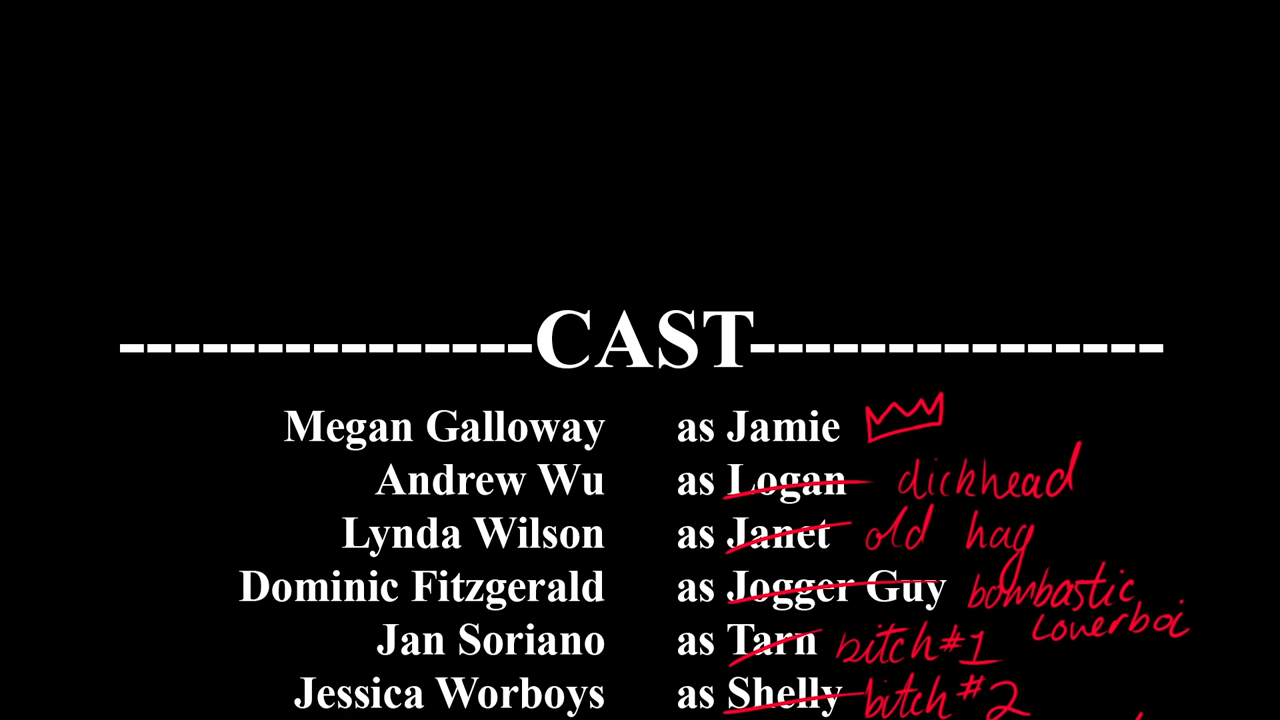 ---------------CAST---------------
Megan Galloway as Jamie
Andrew Wu as Logan dickhead
Lynda Wilson as Janet old hag
Dominic Fitzgerald as Jogger Guy bombastic
loverboi
Jan Soriano as Tarn bitch #1
Jessica Worboys as Shelly bitch #2